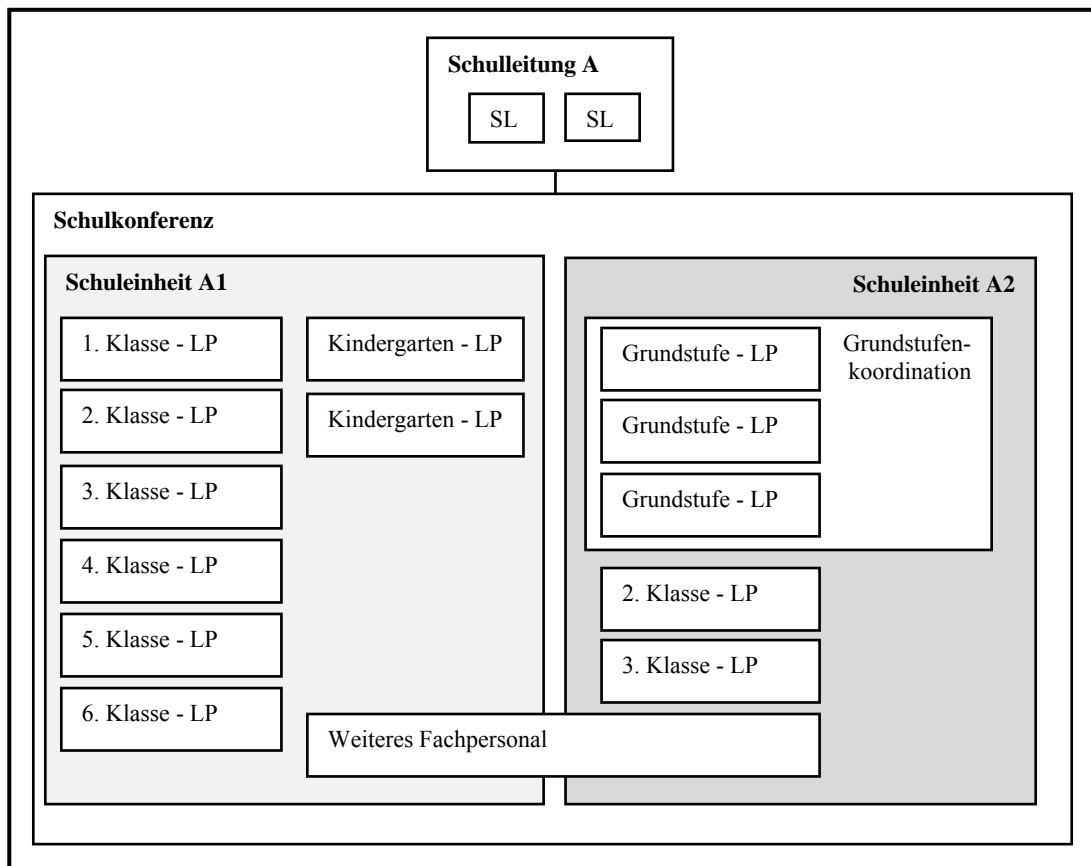 Schulleitung A
SL
SL
Schulkonferenz
Schuleinheit A1
1. Klasse - LP
2. Klasse - LP
3. Klasse - LP
4. Klasse - LP
5. Klasse - LP
6. Klasse - LP
Kindergarten - LP
Kindergarten - LP
Schuleinheit A2
Grundstufe - LP
Grundstufe - LP
Grundstufe - LP
Grundstufen-
koordination
2. Klasse - LP
3. Klasse - LP
Weiteres Fachpersonal